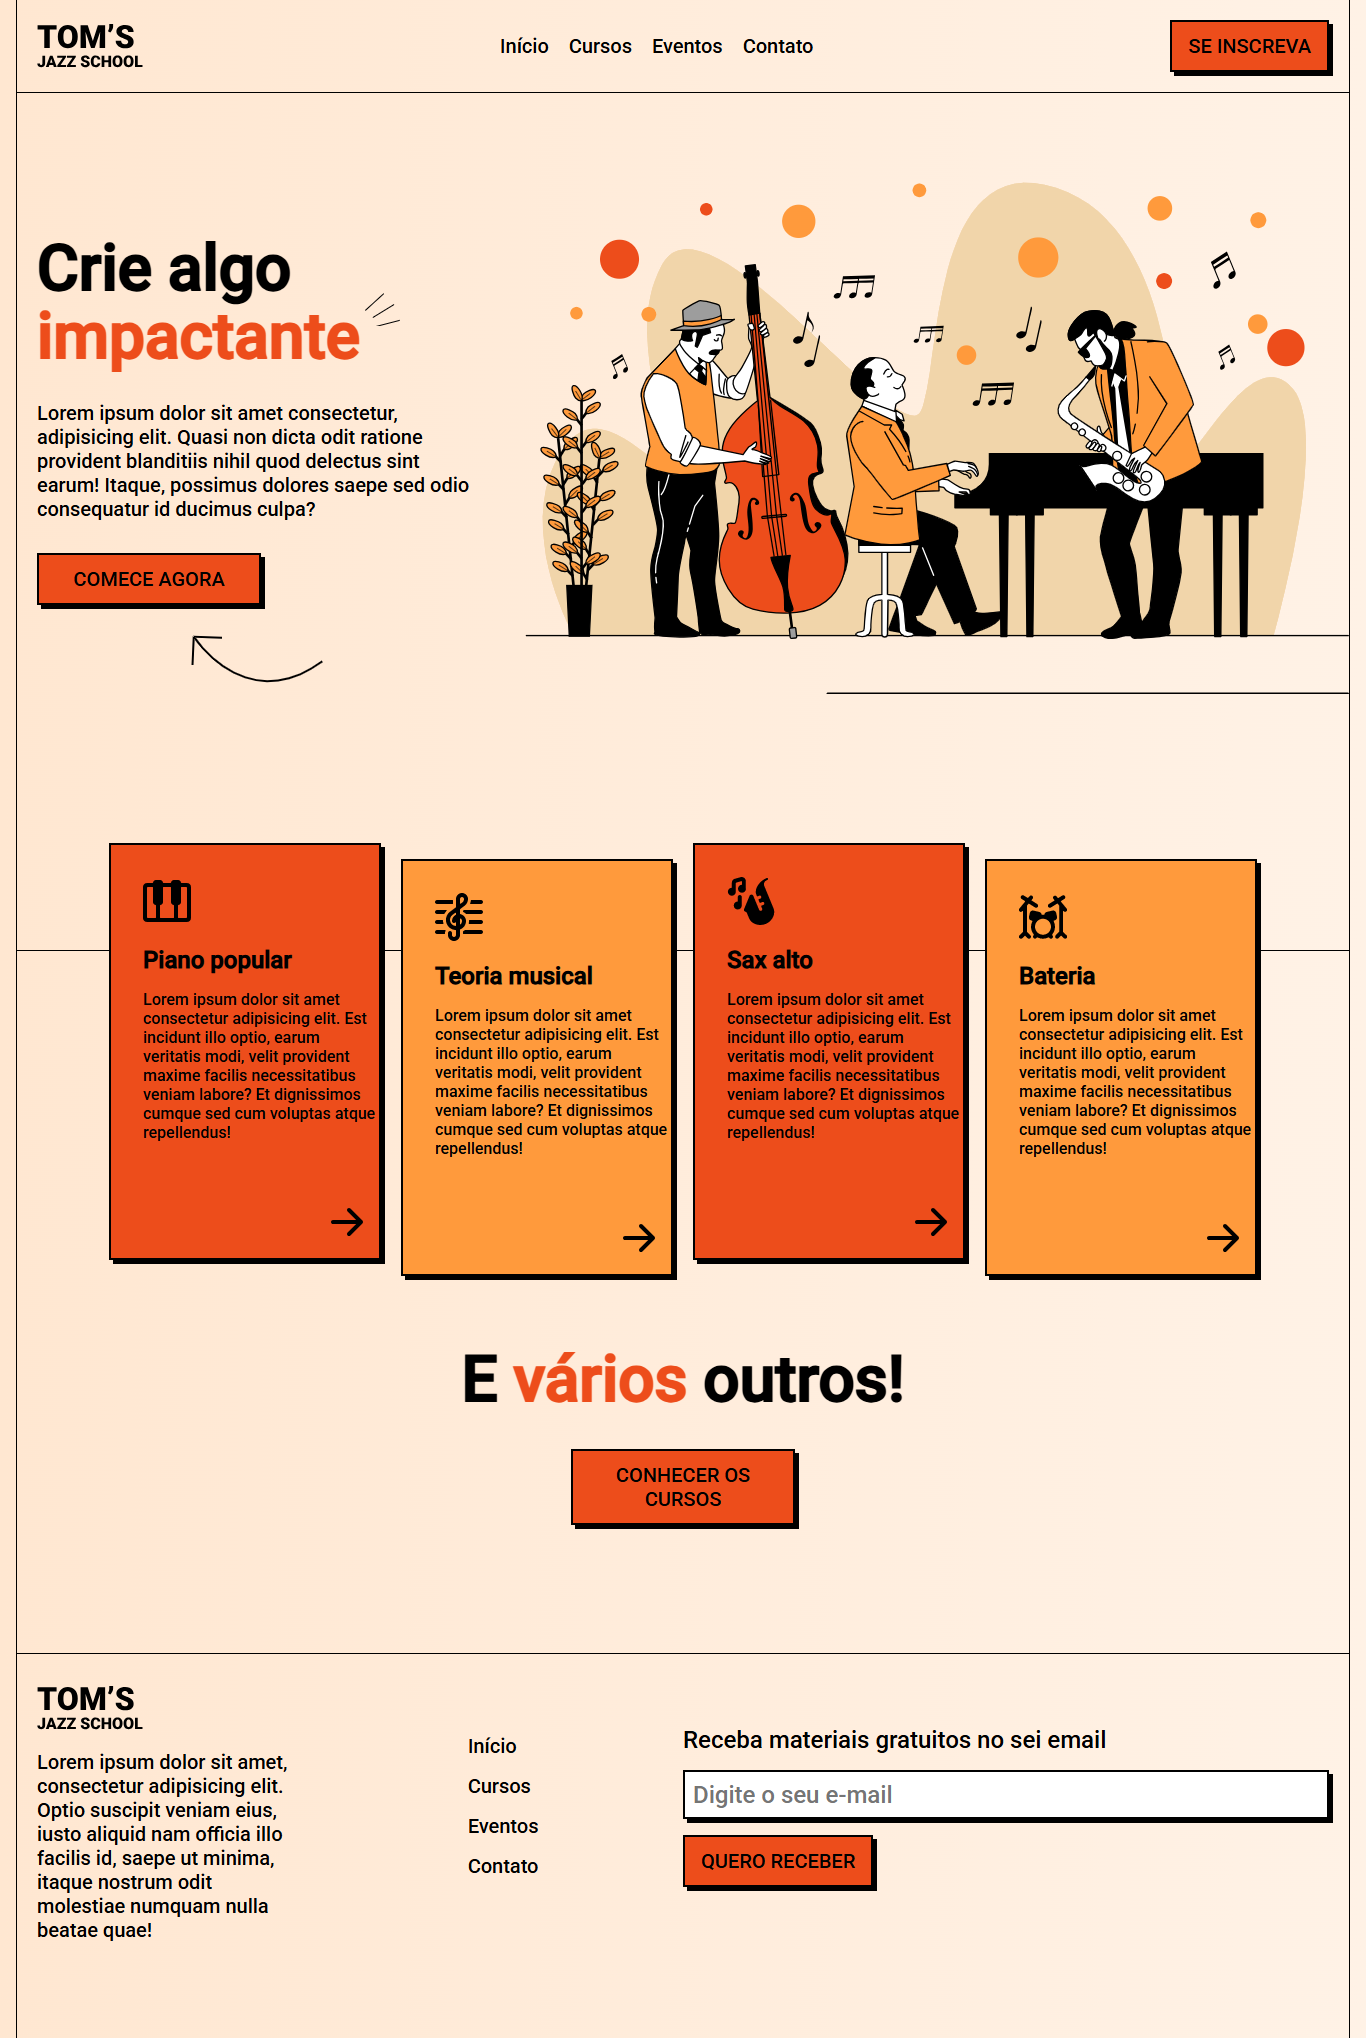 TOM’S
JAZZ SCHOOL
Início Cursos Eventos Contato
SE INSCREVA
Crie algo
impactante
Lorem ipsum dolor sit amet consectetur,
adipisicing elit. Quasi non dicta odit ratione
provident blanditiis nihil quod delectus sint
earum! Itaque, possimus dolores saepe sed odio
consequatur id ducimus culpa?
COMECE AGORA
Piano popular
Lorem ipsum dolor sit amet
consectetur adipisicing elit. Est
incidunt illo optio, earum
veritatis modi, velit provident
maxime facilis necessitatibus
veniam labore? Et dignissimos
cumque sed cum voluptas atque
repellendus!
Teoria musical
Lorem ipsum dolor sit amet
consectetur adipisicing elit. Est
incidunt illo optio, earum
veritatis modi, velit provident
maxime facilis necessitatibus
veniam labore? Et dignissimos
cumque sed cum voluptas atque
repellendus!
Sax alto
Lorem ipsum dolor sit amet
consectetur adipisicing elit. Est
incidunt illo optio, earum
veritatis modi, velit provident
maxime facilis necessitatibus
veniam labore? Et dignissimos
cumque sed cum voluptas atque
repellendus!
Bateria
Lorem ipsum dolor sit amet
consectetur adipisicing elit. Est
incidunt illo optio, earum
veritatis modi, velit provident
maxime facilis necessitatibus
veniam labore? Et dignissimos
cumque sed cum voluptas atque
repellendus!
E vários outros!
CONHECER OS
CURSOS
TOM’S
JAZZ SCHOOL
Lorem ipsum dolor sit amet,
consectetur adipisicing elit.
Optio suscipit veniam eius,
iusto aliquid nam officia illo
facilis id, saepe ut minima,
itaque nostrum odit
molestiae numquam nulla
beatae quae!
Início
Cursos
Eventos
Contato
Receba materiais gratuitos no sei email
Digite o seu e-mail
QUERO RECEBER